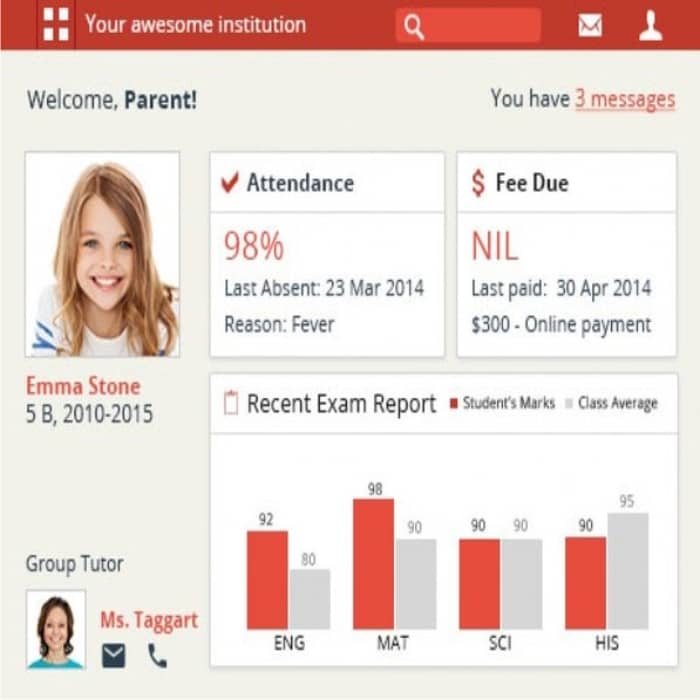 Your awesome institution
Welcome, Parent!
You have 3 messages
Attendance
98%
Last Absent: 23 Mar 2014
Reason: Fever
$ Fee Due
NIL
Last paid: 30 Apr 2014
$300 - Online payment
Emma Stone
5 B, 2010-2015
Recent Exam Report
Student's Marks
Class Average
92
80
98
90
90
90
90
95
ENG
MAT
SCI
HIS
Group Tutor
Ms. Taggart